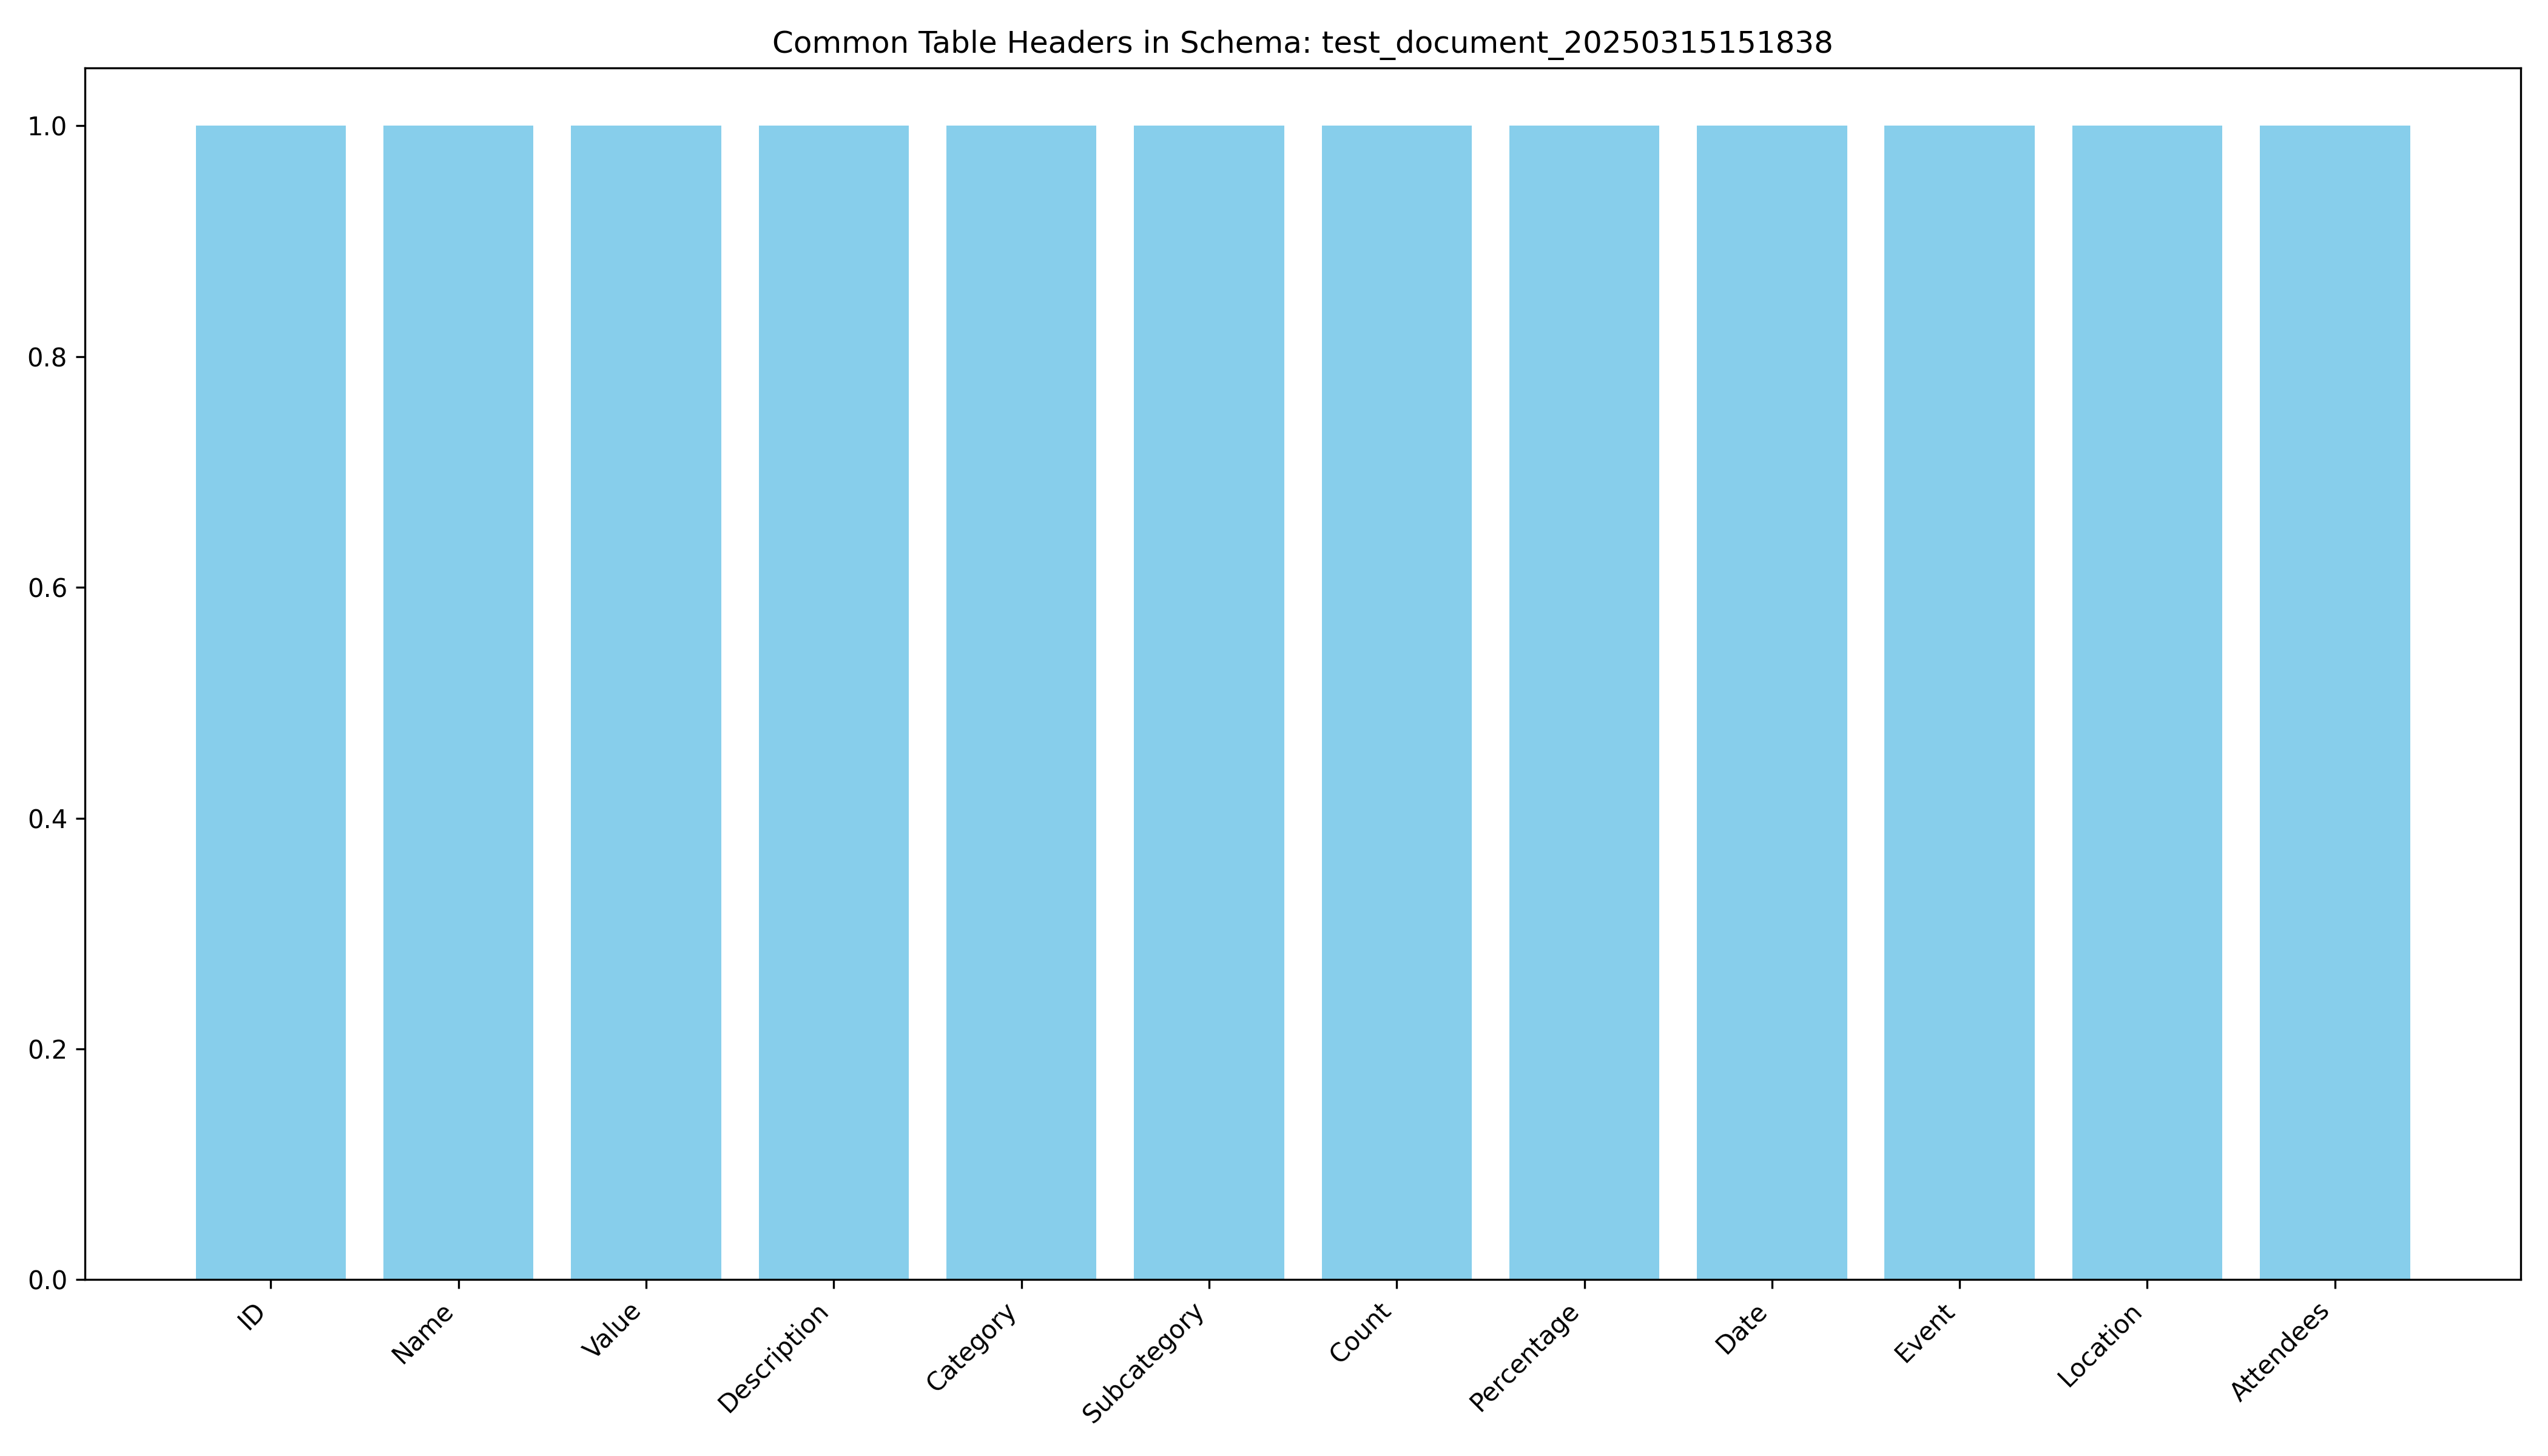 Common Table Headers in Schema: test_document_20250315151838
1.0
0.8
0.6
0.4
0.2
0.0
ID
Name
Value
Description
Category
Subcategory
Count
Percentage
Date
Event
Location
Attendees